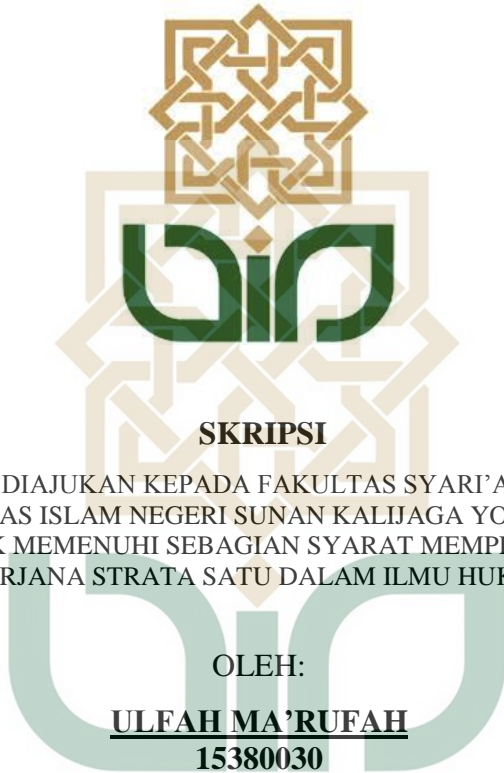 uin
SKRIPSI
DIAJUKAN KEPADA FAKULTAS SYARI’A
AS ISLAM NEGERI SUNAN KALIJAGA YO
K MEMENUHI SEBAGIAN SYARAT MEMP
RJANA STRATA SATU DALAM ILMU HUK
OLEH:
ULFAH MA’RUFAH
15380030